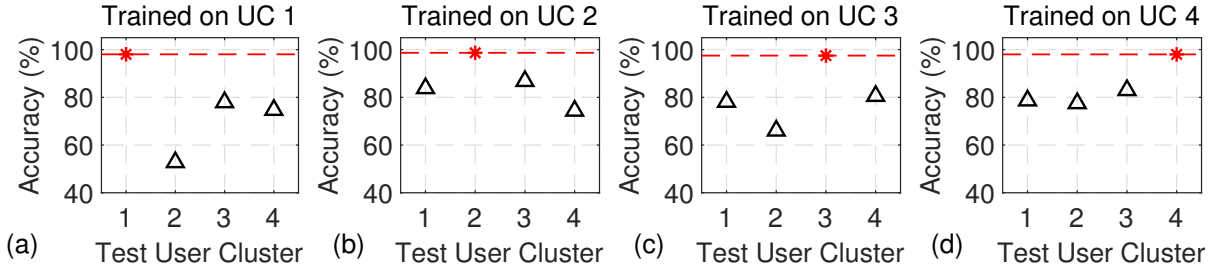 Trained on UC 1
Accuracy (%)
100
80
60
40
1 2 3 4
(a) Test User Cluster
Trained on UC 2
Accuracy (%)
100
80
60
40
1 2 3 4
(b) Test User Cluster
Trained on UC 3
Accuracy (%)
100
80
60
40
1 2 3 4
(c) Test User Cluster
Trained on UC 4
Accuracy (%)
100
80
60
40
1 2 3 4
(d) Test User Cluster